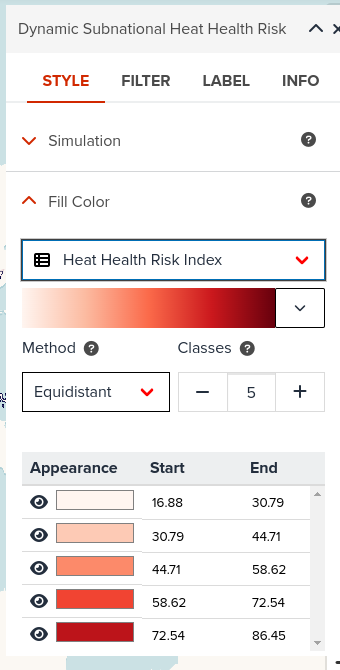 Dynamic Subnational Heat Health Risk
STYLE FILTER LABEL INFO
Simulation ?
Fill Color ?
Heat Health Risk Index
Method ? Classes ?
Equidistant − 5 +
Appearance Start End
16.88 30.79
30.79 44.71
44.71 58.62
58.62 72.54
72.54 86.45